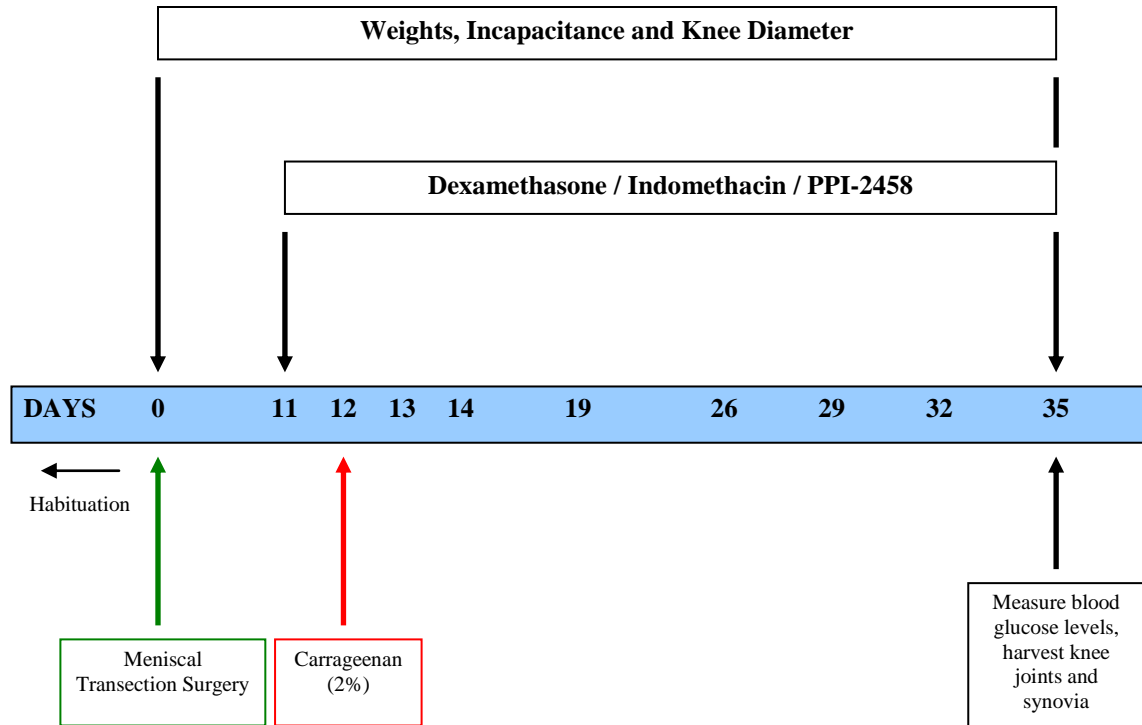 Weights, Incapacitance and Knee Diameter
Dexamethasone / Indomethacin / PPI-2458
DAYS 0 11 12 13 14 19 26 29 32 35
Habituation
Meniscal
Transection Surgery
Carrageenan
(2%)
Measure blood
glucose levels,
harvest knee
joints and
synovia